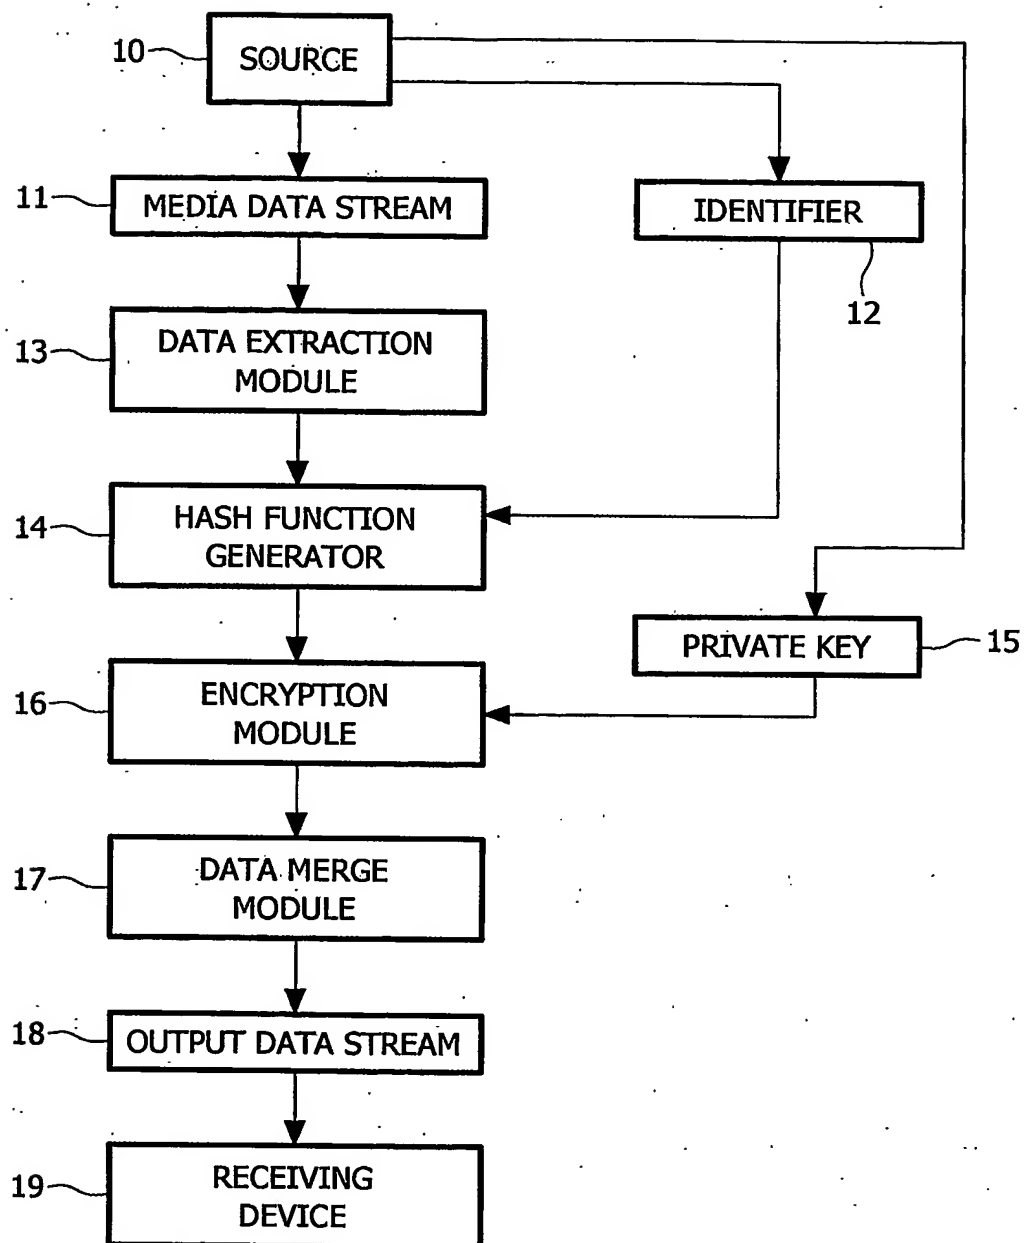 10
SOURCE
11
MEDIA DATA STREAM
IDENTIFIER
12
13
DATA EXTRACTION
MODULE
14
HASH FUNCTION
GENERATOR
PRIVATE KEY
15
16
ENCRYPTION
MODULE
17
DATA MERGE
MODULE
18
OUTPUT DATA STREAM
19
RECEIVING
DEVICE